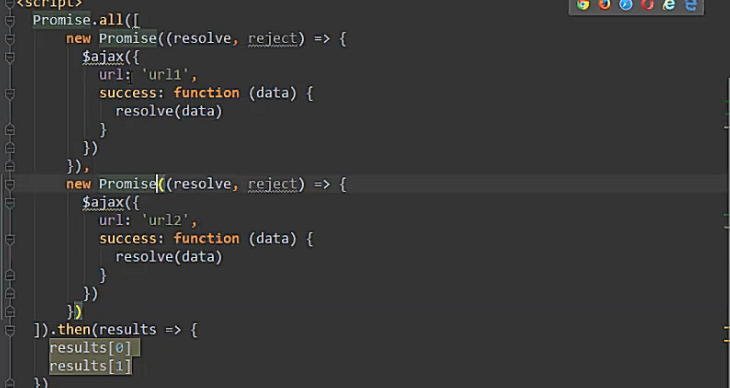 <script>
Promise.all([
    new Promise((resolve, reject) => {
      $ajax({
        url: 'url1',
        success: function (data) {
          resolve(data)
        }
      })
    }),
    new Promise((resolve, reject) => {
      $ajax({
        url: 'url2',
        success: function (data) {
          resolve(data)
        }
      })
    })
]).then(results => {
  results[0]
  results[1]
})